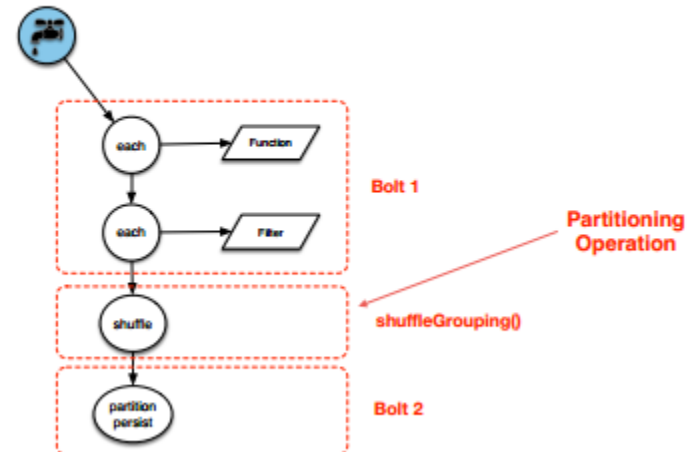 each
Function
Bolt 1
each
Filter
Partitioning
Operation
shuffle
shuffleGrouping()
partition
persist
Bolt 2